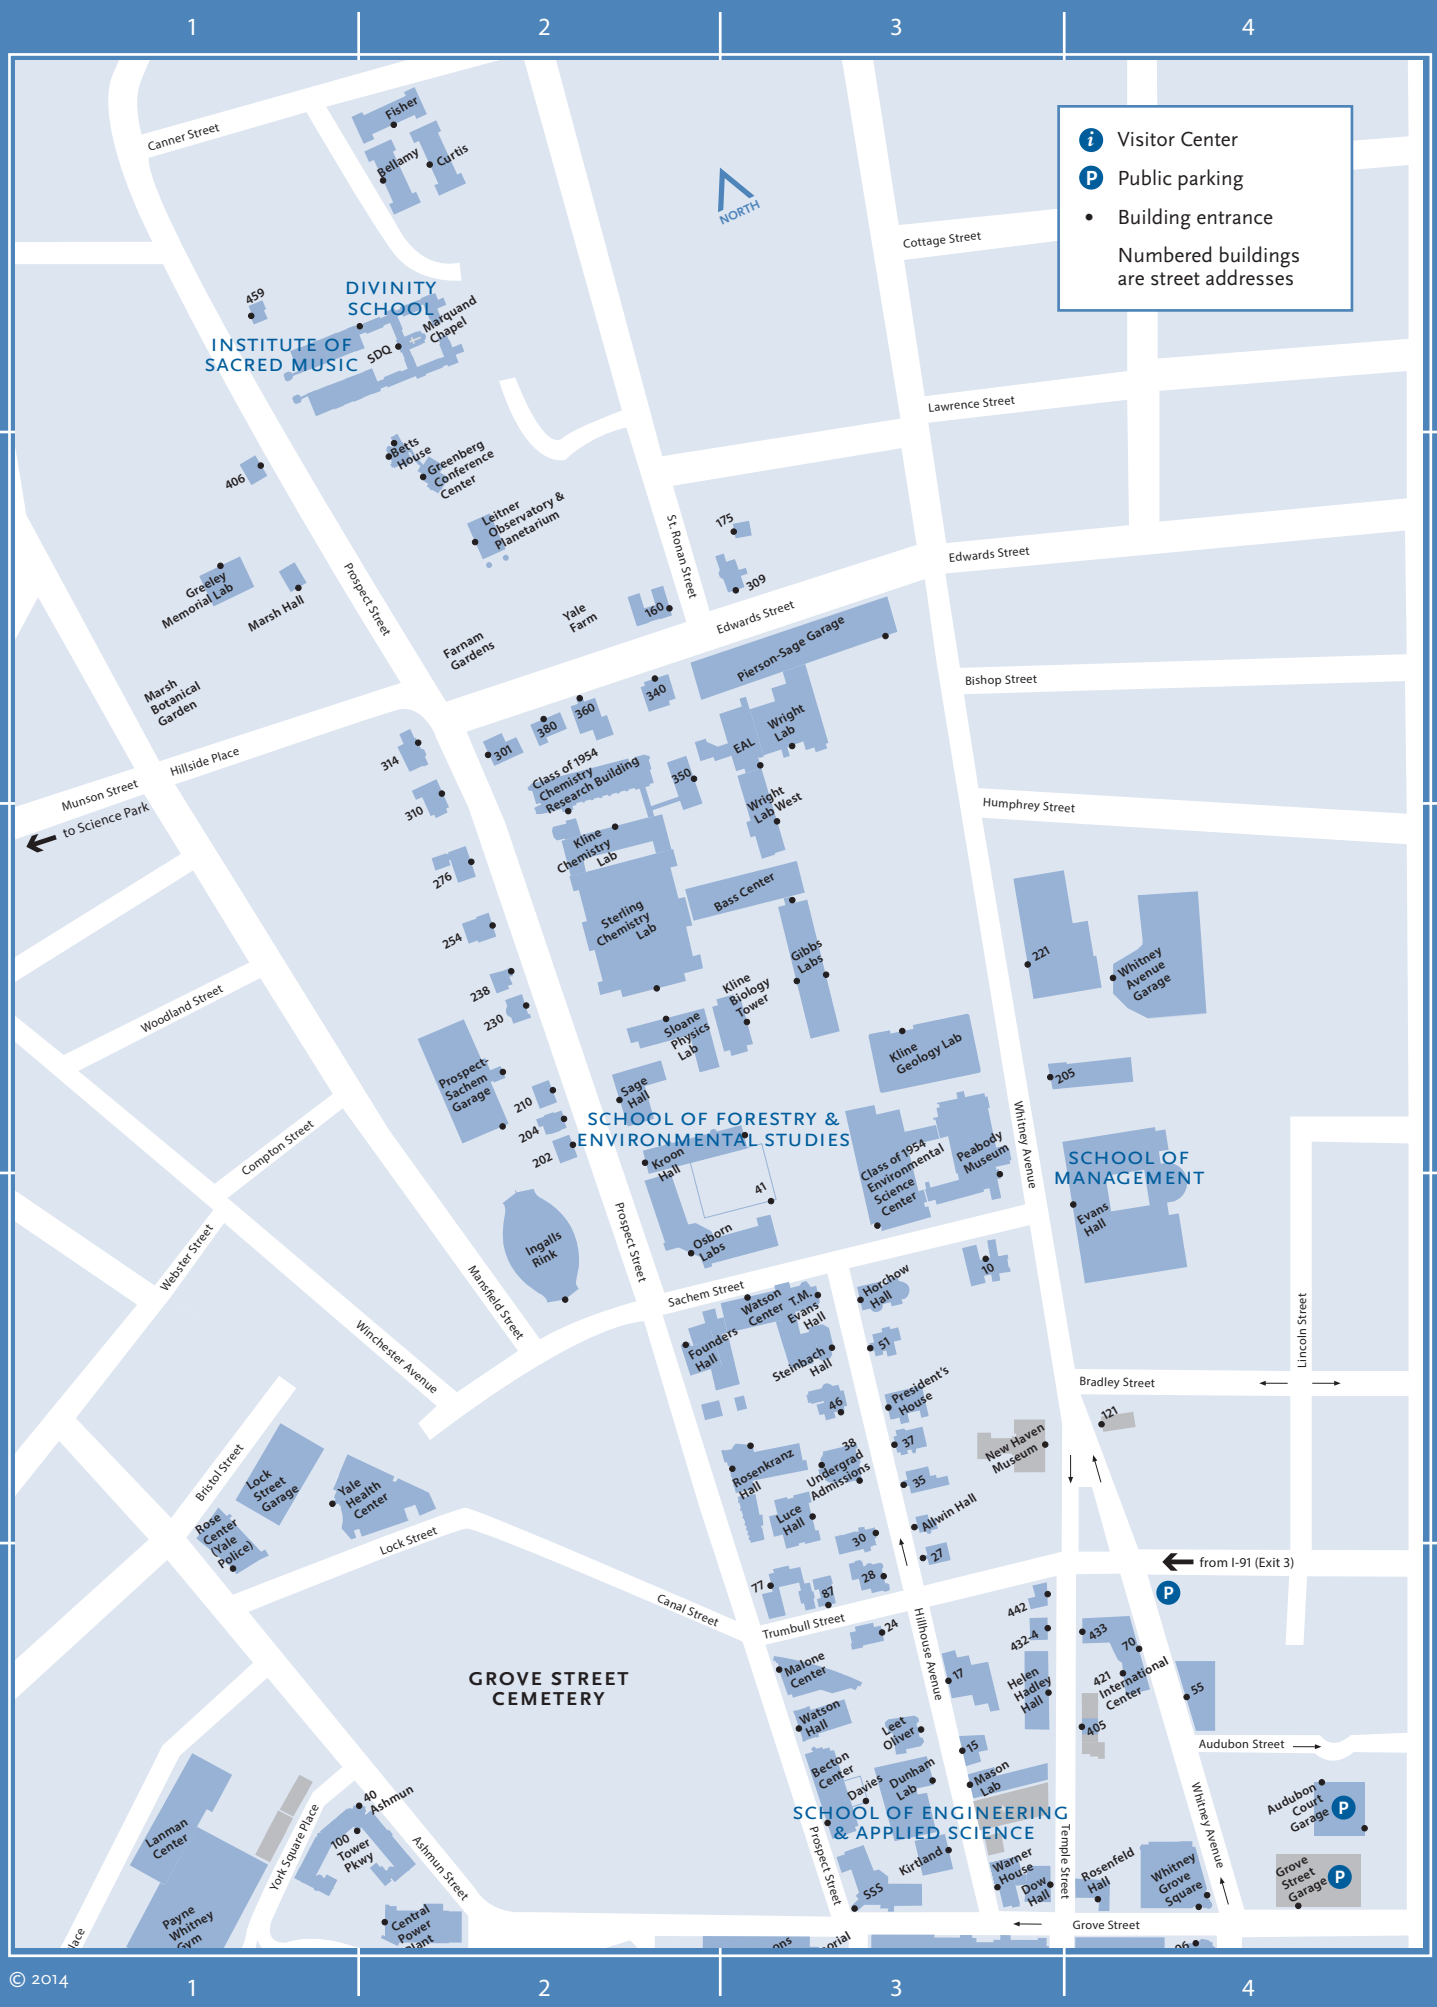 1
2
3
4
Visitor Center
Public parking
Building entrance
Numbered buildings
are street addresses
i
P
NORTH
Canner Street
Fisher
Bellamy
Curtis
Cottage Street
459
DIVINITY
SCHOOL
Marquand
Chapel
INSTITUTE OF
SACRED MUSIC
SDQ
Lawrence Street
Betts
House
Greenberg
Conference
Center
406
Leitner
Observatory &
Planetarium
St. Ronan Street
175
309
Edwards Street
Edwards Street
Greeley
Memorial Lab
Marsh Hall
Prospect Street
Yale
Farm
160
Farnam
Gardens
Pierson-Sage Garage
Bishop Street
Marsh
Botanical
Garden
340
360
380
301
314
Wright
Lab
EAL
Hillside Place
Munson Street
to Science Park
Class of 1954
Chemistry
Research Building
350
Wright
Lab West
310
Humphrey Street
Kline
Chemistry
Lab
276
Bass Center
Sterling
Chemistry
Lab
254
Gibbs
Labs
221
Whitney
Avenue
Garage
238
230
Kline
Biology
Tower
Woodland Street
Sloane
Physics
Lab
Kline
Geology Lab
205
Prospect-
Sachem
Garage
Sage
Hall
210
204
202
SCHOOL OF FORESTRY &
ENVIRONMENTAL STUDIES
Whitney Avenue
Compton Street
Kroon
Hall
41
Class of 1954
Environmental
Science
Center
Peabody
Museum
SCHOOL OF
MANAGEMENT
Evans
Hall
Osborn
Labs
Ingalls
Rink
Prospect Street
Webster Street
Mansfield Street
Sachem Street
10
Horchow
Hall
Watson
Center
T.M.
Evans
Hall
Founders
Hall
Steinbach
Hall
51
Lincoln Street
Winchester Avenue
Bradley Street
President's
House
46
121
37
New Haven
Museum
38
Undergrad
Admissions
Rosenkranz
Hall
35
Bristol Street
Lock
Street
Garage
Yale
Health
Center
Rose
Center
(Yale
Police)
Lock Street
Luce
Hall
Allwin Hall
30
27
28
from I-91 (Exit 3)
P
77
87
Canal Street
Trumbull Street
24
442
432-4
433
70
Hillhouse Avenue
GROVE STREET
CEMETERY
Malone
Center
17
Helen
Hadley
Hall
421
International
Center
55
Watson
Hall
Leet
Oliver
405
15
Audubon Street
Becton
Center
Davies
Dunham
Lab
Mason
Lab
SCHOOL OF ENGINEERING
& APPLIED SCIENCE
Audubon
Court
Garage
P
Whitney Avenue
40
Ashmun
Lanman
Center
100
Tower
Pkwy
York Square Place
Ashmun Street
Prospect Street
Kirtland
Temple Street
Warner
House
Dow
Hall
Rosenfeld
Hall
Whitney
Grove
Square
Grove
Street
Garage
P
SSS
Payne
Whitney
Gym
Central
Power
Plant
Grove Street
lace
ons
orial
96
© 2014
1
2
3
4